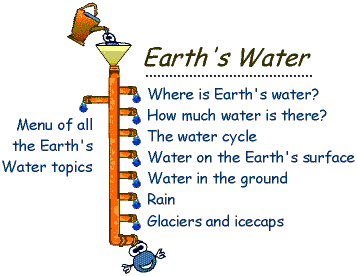 Earth's Water
Where is Earth's water?
How much water is there?
The water cycle
Water on the Earth's surface
Water in the ground
Rain
Glaciers and icecaps
Menu of all
the Earth's
Water topics